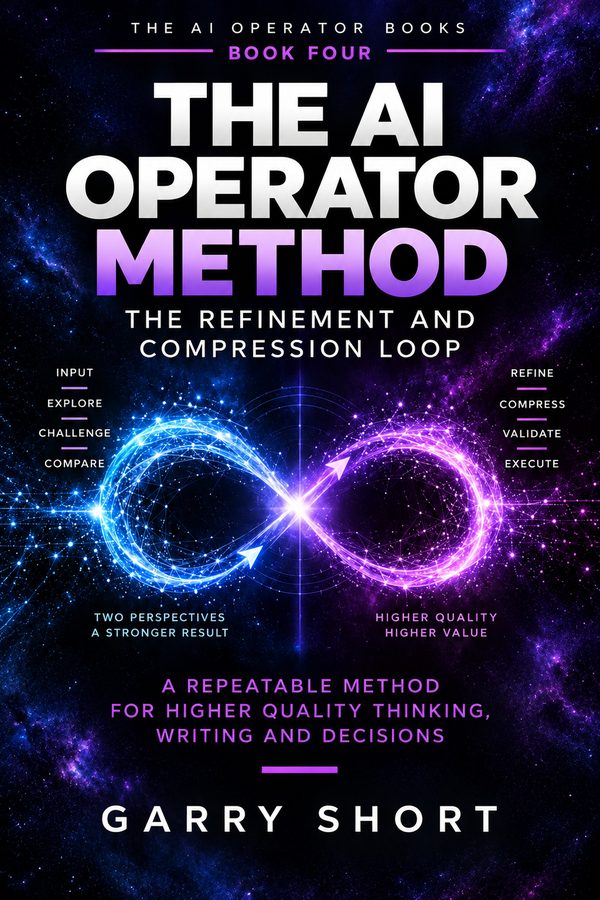 THE AI OPERATOR BOOKS
BOOK FOUR
THE AI
OPERATOR
METHOD
THE REFINEMENT AND
COMPRESSION LOOP
INPUT
EXPLORE
CHALLENGE
COMPARE
REFINE
COMPRESS
VALIDATE
EXECUTE
TWO PERSPECTIVES
A STRONGER RESULT
HIGHER QUALITY
HIGHER VALUE
A REPEATABLE METHOD
FOR HIGHER QUALITY THINKING,
WRITING AND DECISIONS
GARRY SHORT